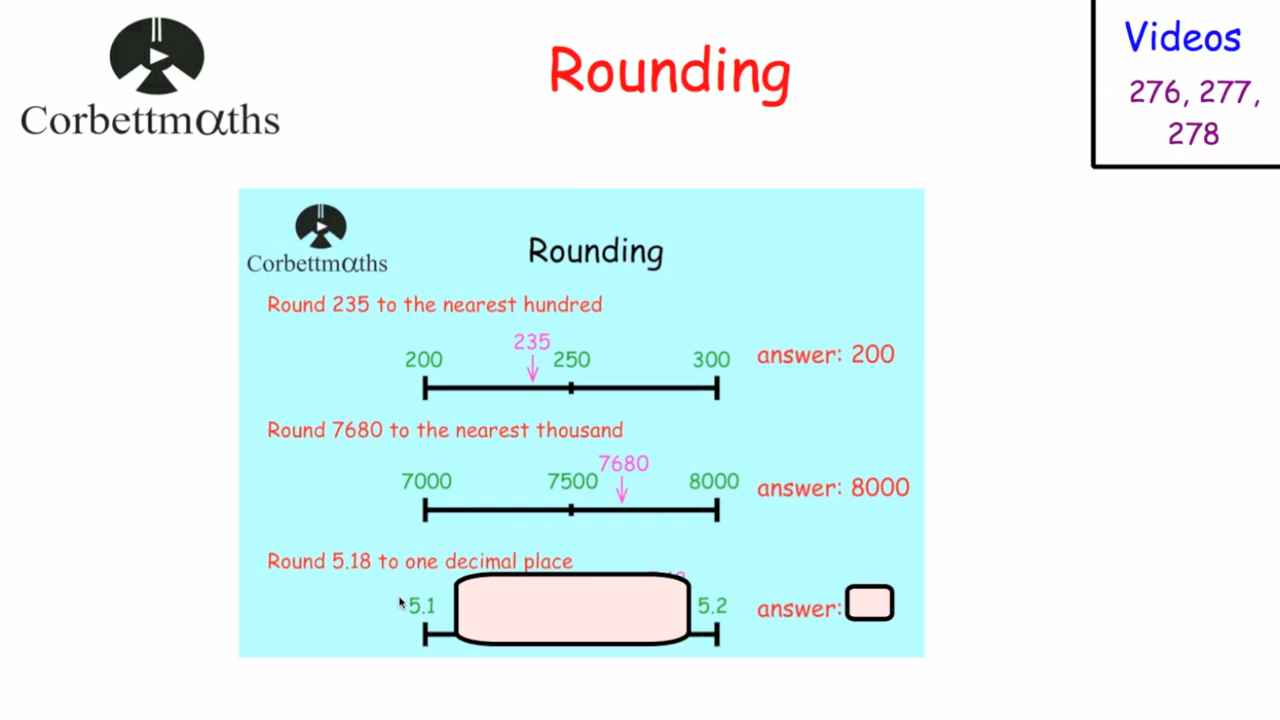 Corbettmαths
Rounding
Videos
276, 277,
278
Corbettmαths
Rounding
Round 235 to the nearest hundred
235
200 250 300
answer: 200
Round 7680 to the nearest thousand
7680
7000 7500 8000
answer: 8000
Round 5.18 to one decimal place
5.1 5.2
answer: